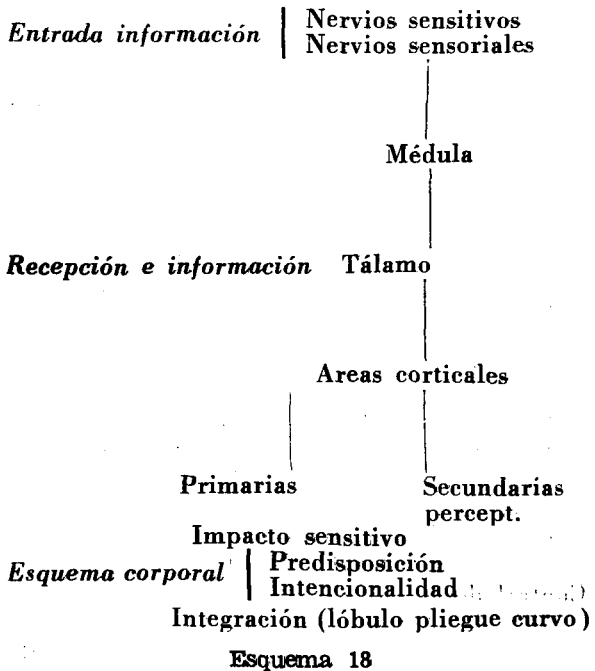 Entrada información Nervios sensitivos
Nervios sensoriales
Médula
Recepción e información Tálamo
Areas corticales
Primarias Secundarias
percept.
Impacto sensitivo
Esquema corporal Predisposición
Intencionalidad
Integración (lóbulo pliegue curvo)
Esquema 18